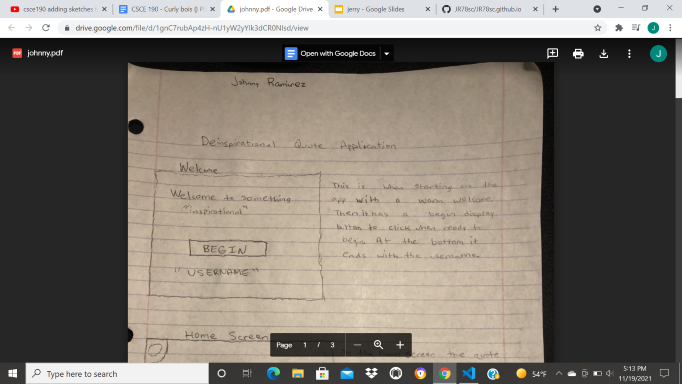 csce190 adding sketches
CSCE 190 - Curly bois (J
johnny.pdf - Google Drive
jerry - Google Slides
JR78sc/JR78sc.github.io
drive.google.com/file/d/1gnC7rubAp4zH-nU1yW2yYlk3dCR0NIsd/view
J
johnny.pdf
Open with Google Docs
J
Johnny Ramirez
Deinspirational Quote Application
Welcome
Welcome to something
"inspirational"
BEGIN
"USERNAME"
This is when starting on the
app with a warm welcome.
Then it has a begin display
button to click when ready to
begin. At the bottom it
ends with the username.
Home Screen
screen the quote
Page 1 / 3
Type here to search
54°F
5:13 PM
11/19/2021